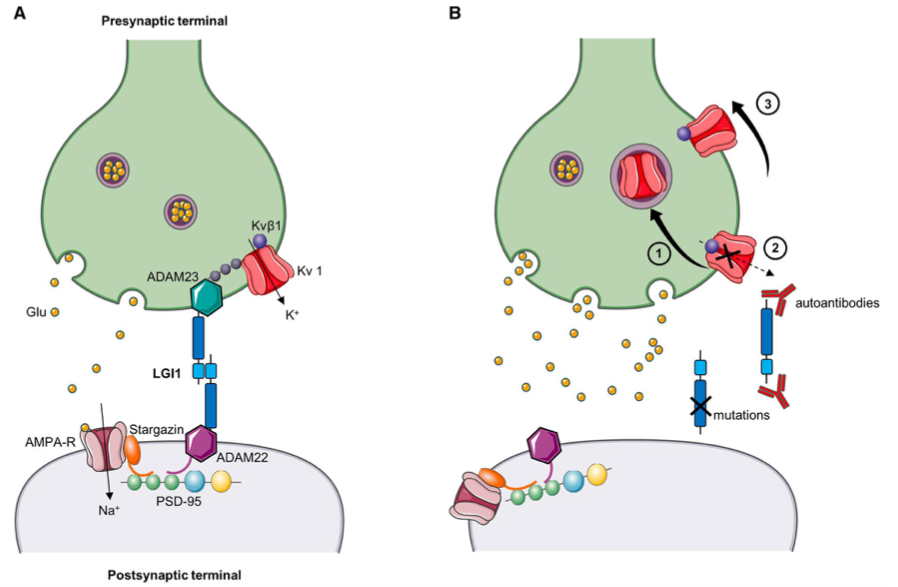 A
Presynaptic terminal
Kvβ1
ADAM23
Kv 1
Glu
K⁺
LGI1
AMPA-R
Stargazin
ADAM22
PSD-95
Na⁺
Postsynaptic terminal
B
3
1
2
autoantibodies
mutations